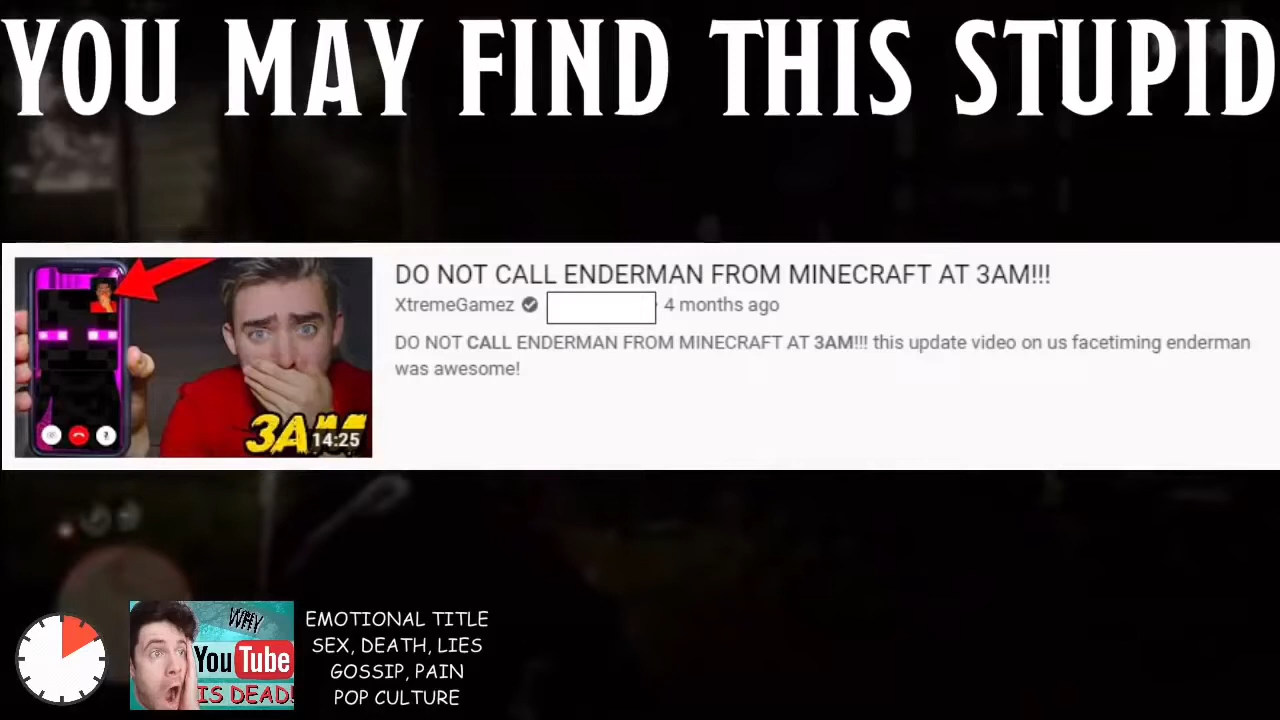 YOU MAY FIND THIS STUPID
DO NOT CALL ENDERMAN FROM MINECRAFT AT 3AM!!!
XtremeGamez
4 months ago
DO NOT CALL ENDERMAN FROM MINECRAFT AT 3AM!!! this update video on us facetiming enderman
was awesome!
3AM
14:25
WHY
YouTube
IS DEAD!
EMOTIONAL TITLE
SEX, DEATH, LIES
GOSSIP, PAIN
POP CULTURE